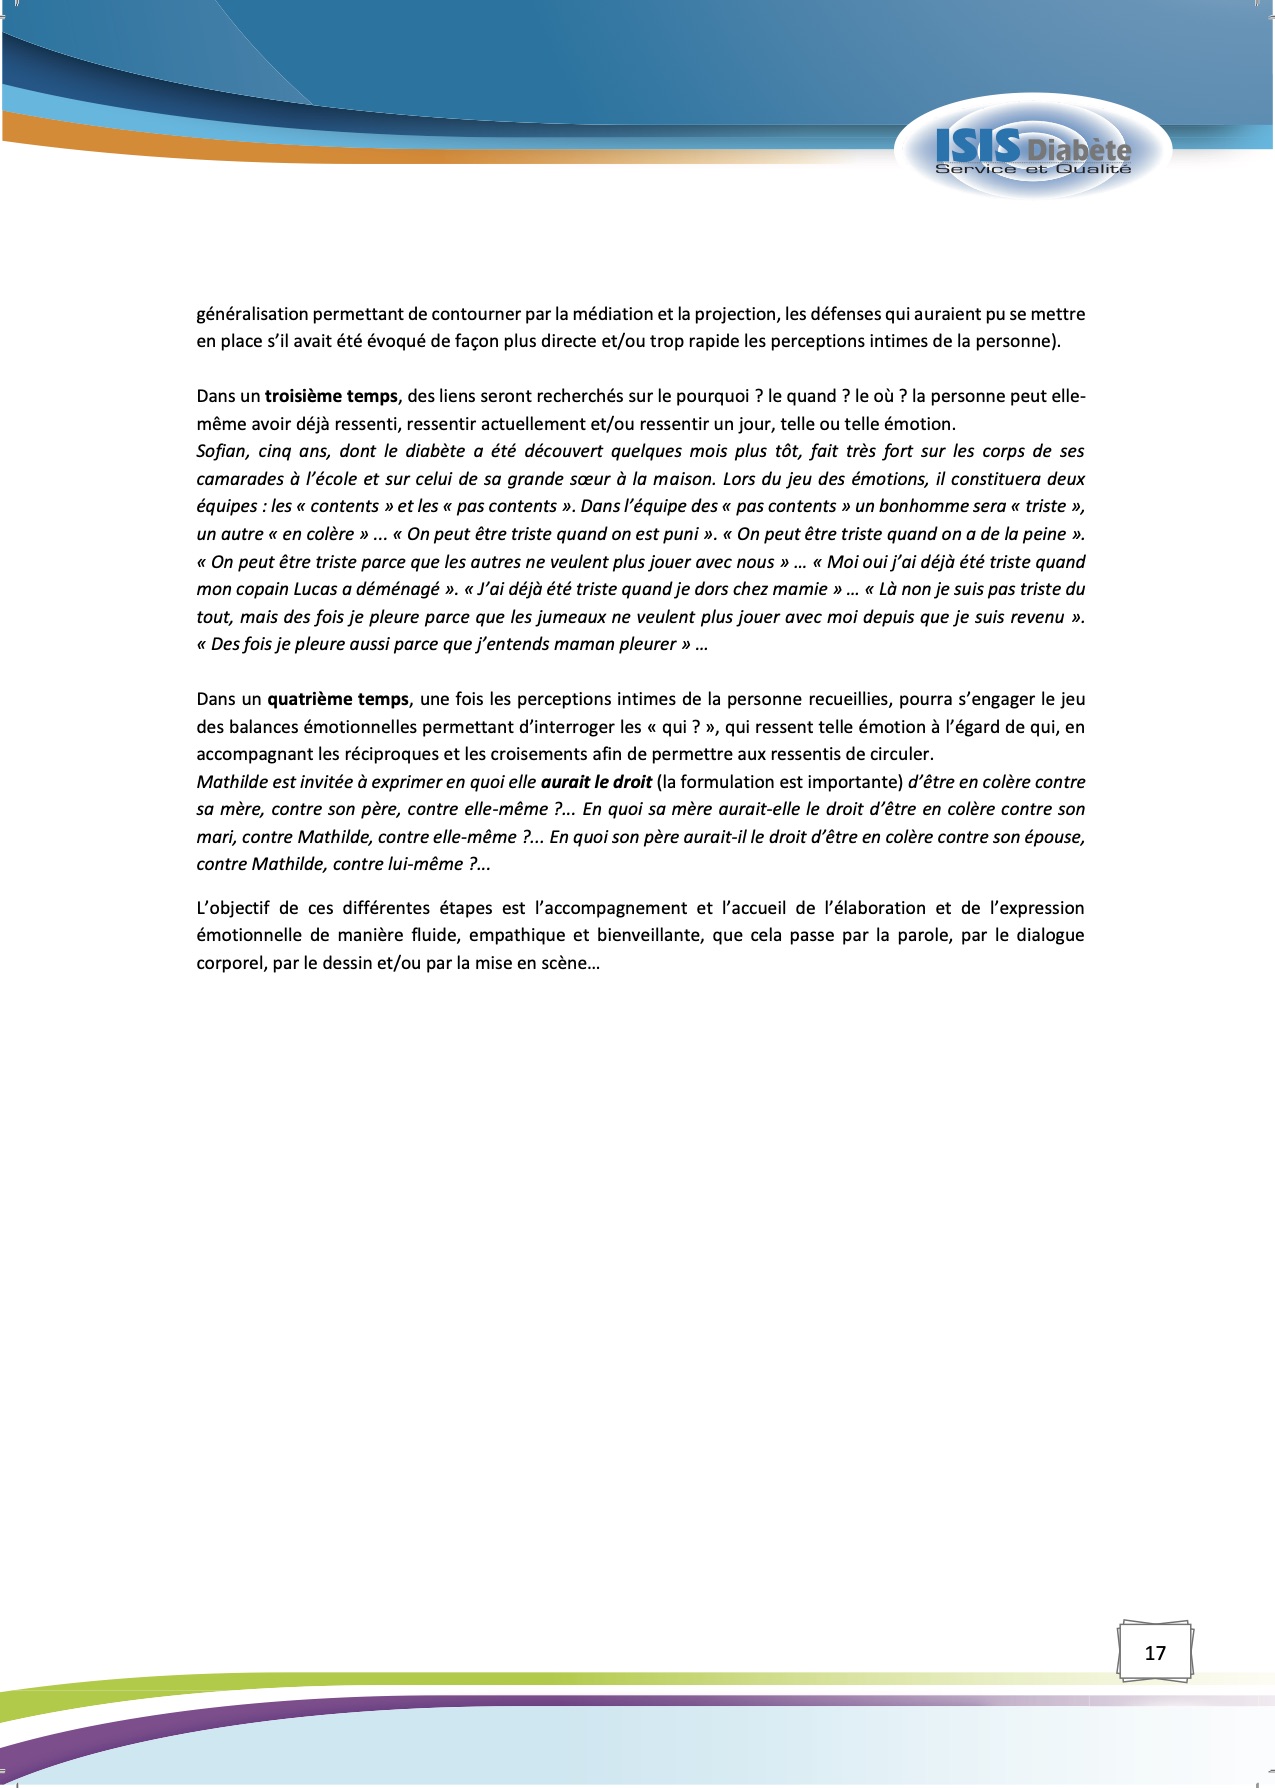 ISIS Diabète
Service et Qualité
généralisation permettant de contourner par la médiation et la projection, les défenses qui auraient pu se mettre
en place s’il avait été évoqué de façon plus directe et/ou trop rapide les perceptions intimes de la personne).
Dans un troisième temps, des liens seront recherchés sur le pourquoi ? le quand ? le où ? la personne peut elle-
même avoir déjà ressenti, ressentir actuellement et/ou ressentir un jour, telle ou telle émotion.
Sofian, cinq ans, dont le diabète a été découvert quelques mois plus tôt, fait très fort sur les corps de ses
camarades à l’école et sur celui de sa grande sœur à la maison. Lors du jeu des émotions, il constituera deux
équipes : les « contents » et les « pas contents ». Dans l’équipe des « pas contents » un bonhomme sera « triste »,
un autre « en colère » ... « On peut être triste quand on est puni ». « On peut être triste quand on a de la peine ».
« On peut être triste parce que les autres ne veulent plus jouer avec nous » … « Moi oui j’ai déjà été triste quand
mon copain Lucas a déménagé ». « J’ai déjà été triste quand je dors chez mamie » … « Là non je suis pas triste du
tout, mais des fois je pleure parce que les jumeaux ne veulent plus jouer avec moi depuis que je suis revenu ».
« Des fois je pleure aussi parce que j’entends maman pleurer » …
Dans un quatrième temps, une fois les perceptions intimes de la personne recueillies, pourra s’engager le jeu
des balances émotionnelles permettant d’interroger les « qui ? », qui ressent telle émotion à l’égard de qui, en
accompagnant les réciproques et les croisements afin de permettre aux ressentis de circuler.
Mathilde est invitée à exprimer en quoi elle aurait le droit (la formulation est importante) d’être en colère contre
sa mère, contre son père, contre elle-même ?... En quoi sa mère aurait-elle le droit d’être en colère contre son
mari, contre Mathilde, contre elle-même ?... En quoi son père aurait-il le droit d’être en colère contre son épouse,
contre Mathilde, contre lui-même ?...
L’objectif de ces différentes étapes est l’accompagnement et l’accueil de l’élaboration et de l’expression
émotionnelle de manière fluide, empathique et bienveillante, que cela passe par la parole, par le dialogue
corporel, par le dessin et/ou par la mise en scène…
17